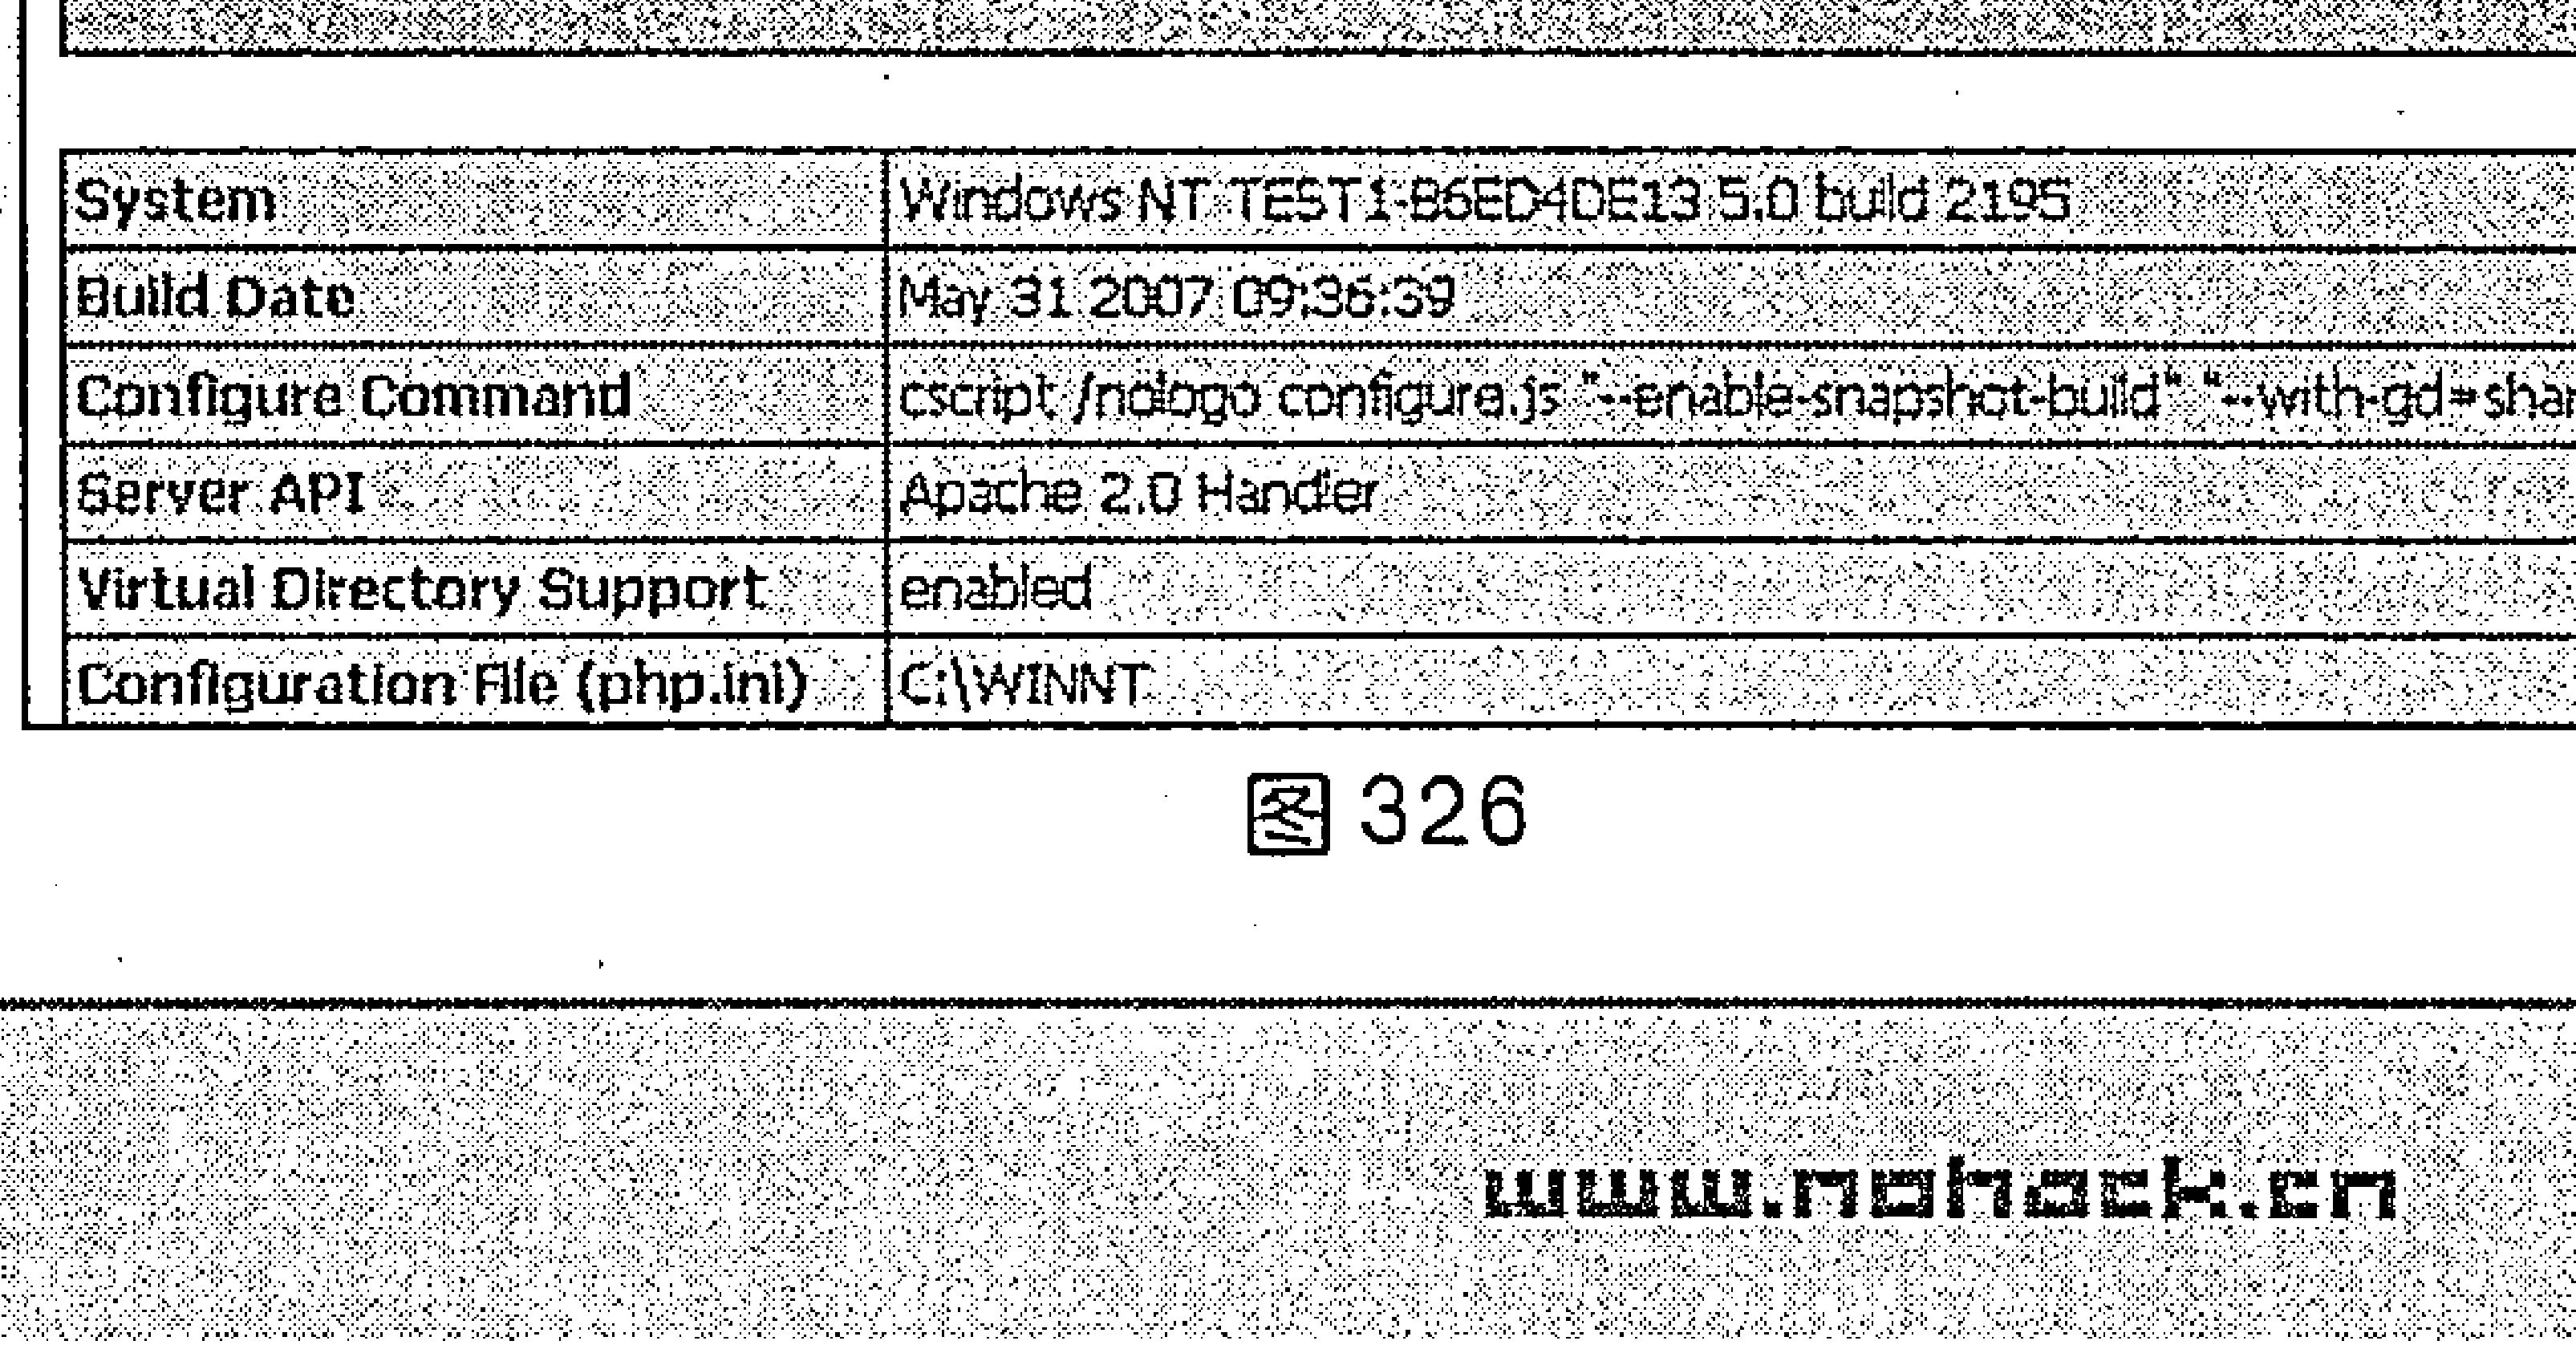 System Windows NT TEST1-B6ED4DE13 5.0 build 2195
Build Date May 31 2007 09:36:39
Configure Command cscript /nologo configure.js "--enable-snapshot-build" "--with-gd=shar
Server API Apache 2.0 Handler
Virtual Directory Support enabled
Configuration File (php.ini) C:\WINNT
图 326
www.nohack.cn